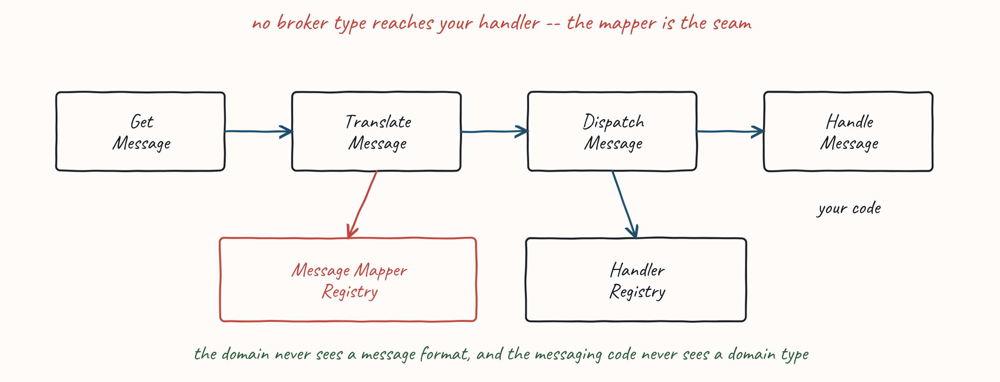 no broker type reaches your handler -- the mapper is the seam
Get
Message
Translate
Message
Dispatch
Message
Handle
Message
your code
Message Mapper
Registry
Handler
Registry
the domain never sees a message format, and the messaging code never sees a domain type